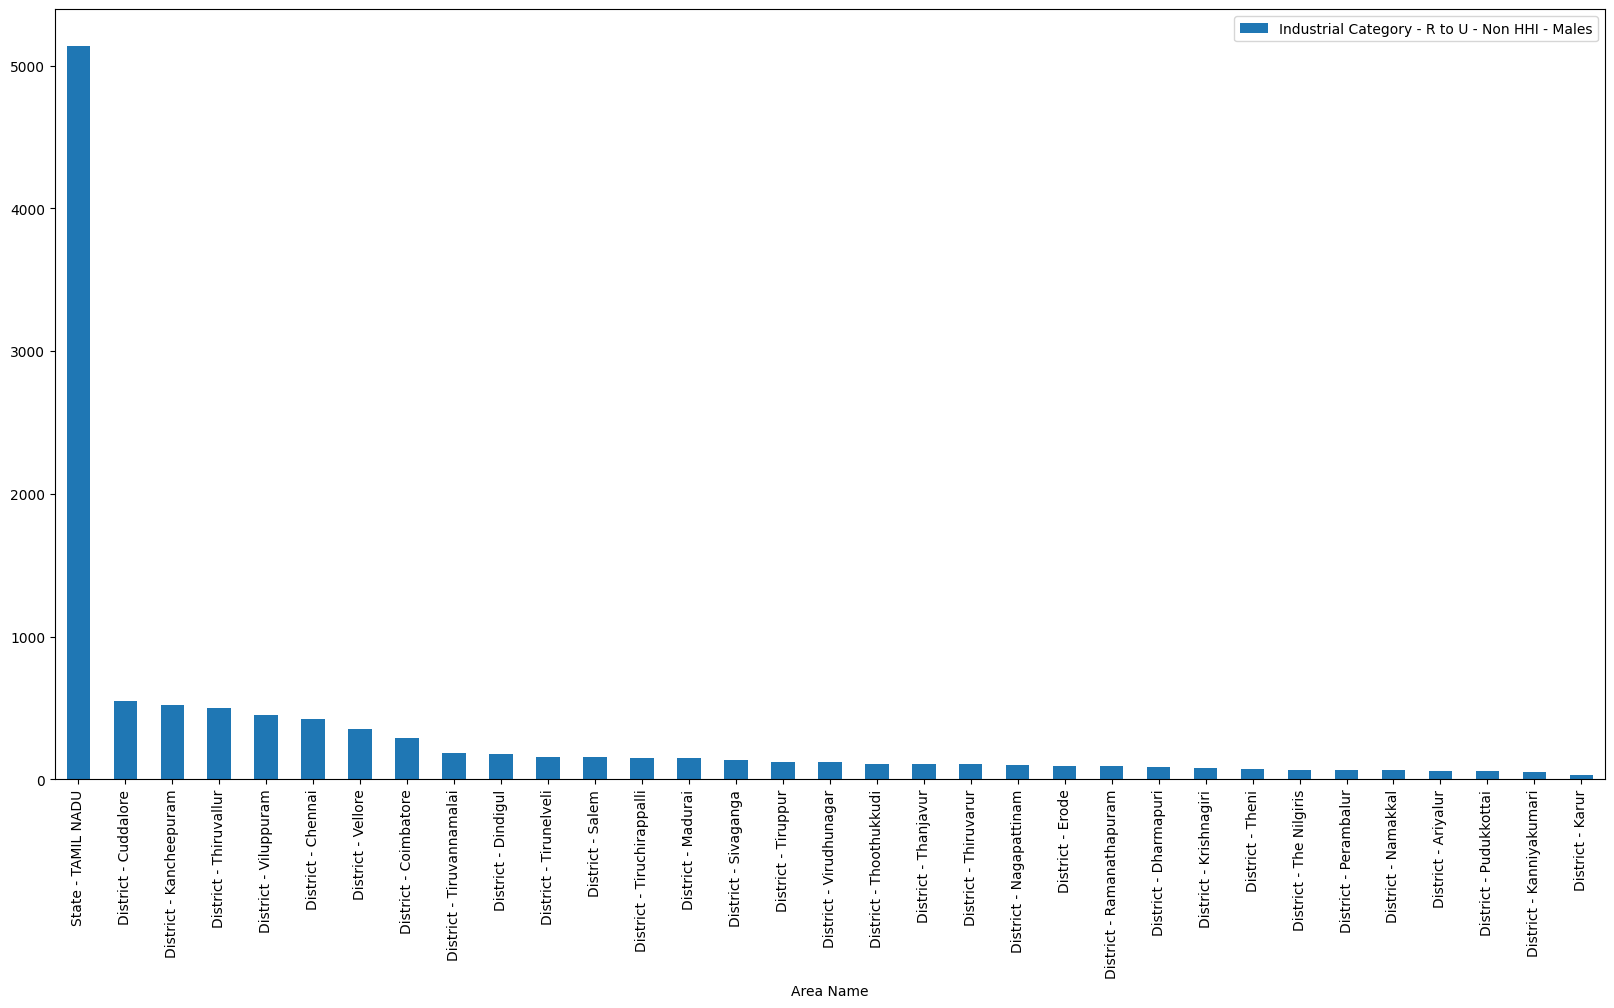 Industrial Category - R to U - Non HHI - Males
5000
4000
3000
2000
1000
0
State - TAMIL NADU
District - Cuddalore
District - Kancheepuram
District - Thiruvallur
District - Viluppuram
District - Chennai
District - Vellore
District - Coimbatore
District - Tiruvannamalai
District - Dindigul
District - Tirunelveli
District - Salem
District - Tiruchirappalli
District - Madurai
District - Sivaganga
District - Tiruppur
District - Virudhunagar
District - Thoothukkudi
District - Thanjavur
District - Thiruvarur
District - Nagapattinam
District - Erode
District - Ramanathapuram
District - Dharmapuri
District - Krishnagiri
District - Theni
District - The Nilgiris
District - Perambalur
District - Namakkal
District - Ariyalur
District - Pudukkottai
District - Kanniyakumari
District - Karur
Area Name